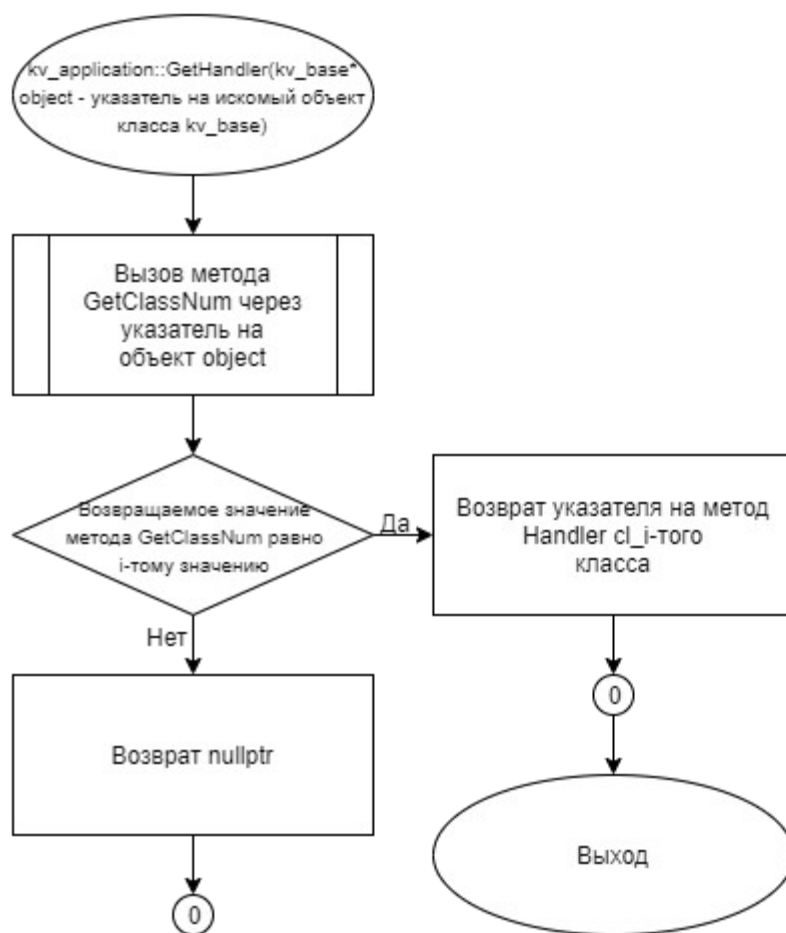 kv_application::GetHandler(kv_base*
object - указатель на искомый объект
класса kv_base)
Вызов метода
GetClassNum через
указатель на
объект object
Возвращаемое значение
метода GetClassNum равно
i-тому значению
Да
Возврат указателя на метод
Handler cl_i-того
класса
Нет
0
Возврат nullptr
Выход
0